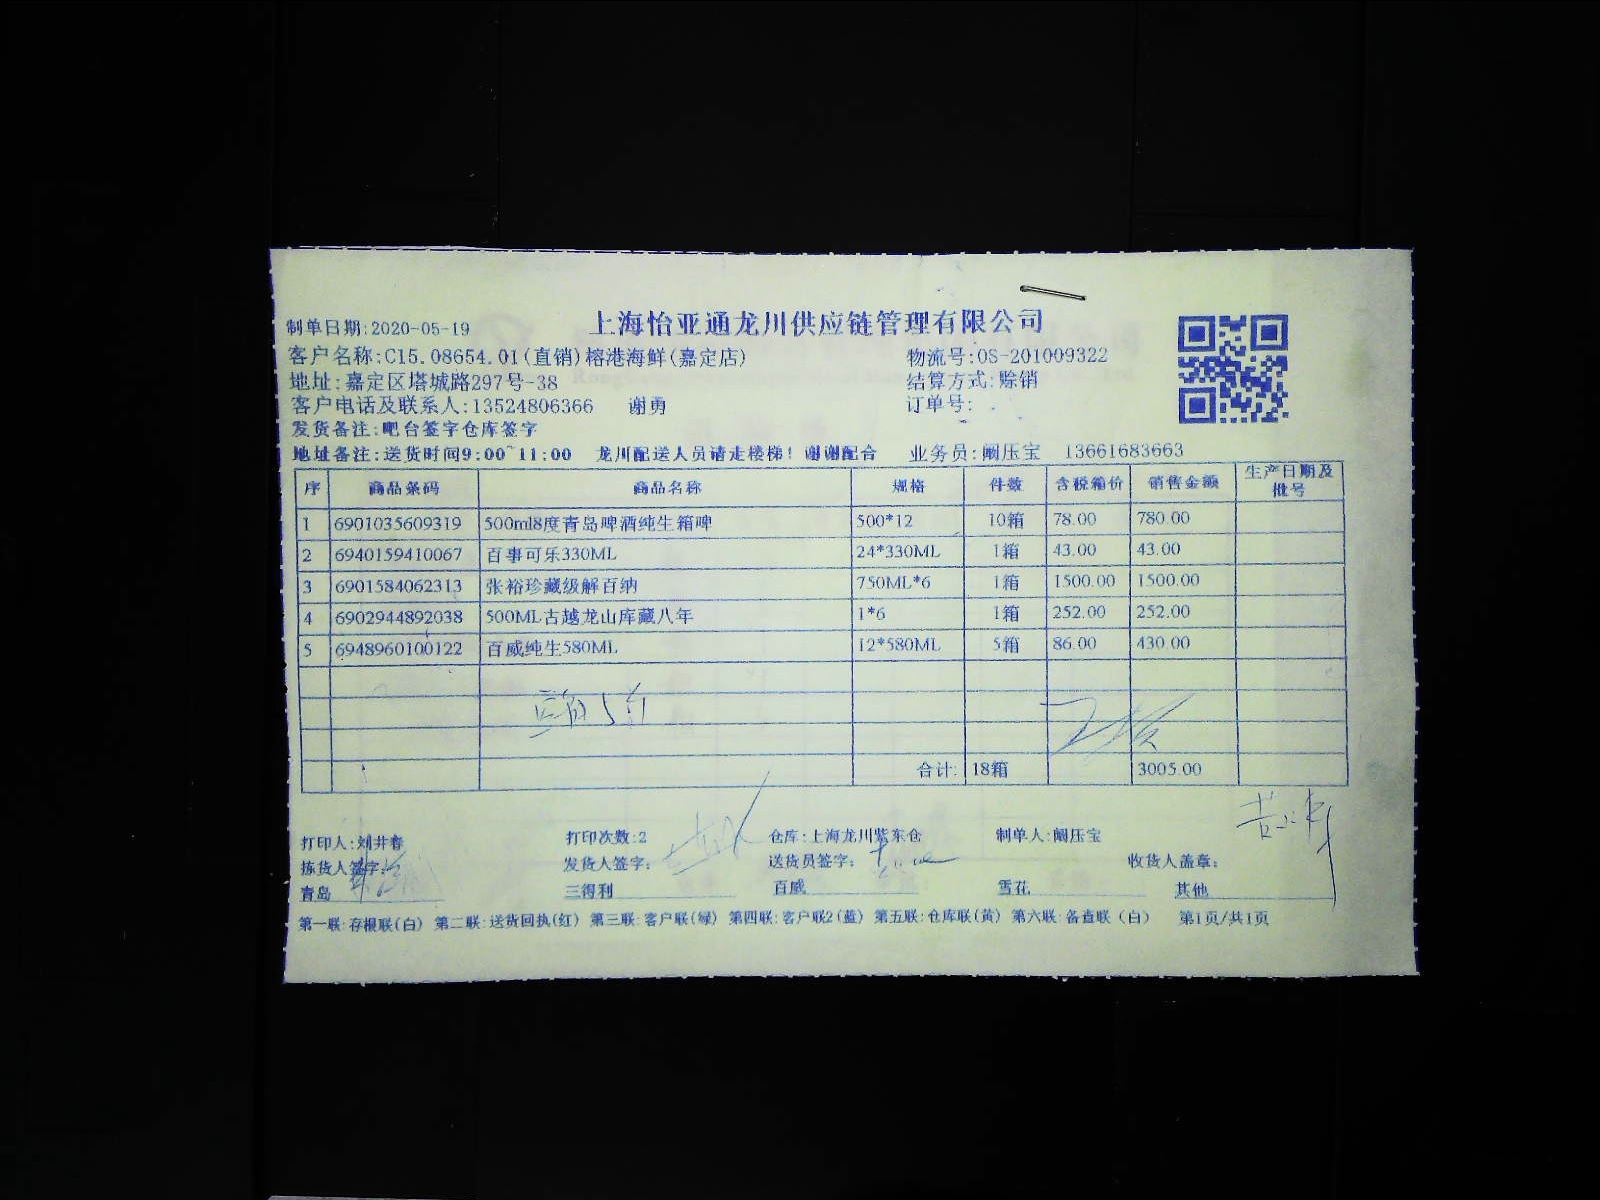 上海怡亚通龙川供应链管理有限公司
制单日期:2020-05-19
客户名称:C15.08654.01(直销)榕港海鲜(嘉定店) 物流号:OS-201009322
地址:嘉定区塔城路297号-38 结算方式:赊销
客户电话及联系人:13524806366 谢勇 订单号:
发货备注:吧台签字仓库签字
地址备注:送货时间9:00~11:00 龙川配送人员请走楼梯!谢谢配合 业务员:阚压宝 13661683663
序 商品条码 商品名称 规格 件数 含税箱价 销售金额 生产日期及批号
1 6901035609319 500ml8度青岛啤酒纯生箱啤 500*12 10箱 78.00 780.00
2 6940159410067 百事可乐330ML 24*330ML 1箱 43.00 43.00
3 6901584062313 张裕珍藏级解百纳 750ML*6 1箱 1500.00 1500.00
4 6902944892038 500ML古越龙山库藏八年 1*6 1箱 252.00 252.00
5 6948960100122 百威纯生580ML 12*580ML 5箱 86.00 430.00
合计: 18箱 3005.00
打印人:刘井春 打印次数:2 仓库:上海龙川紫东仓 制单人:阚压宝
拣货人签字: 发货人签字: 送货员签字: 收货人盖章:
青岛 三得利 百威 雪花 其他
第一联:存根联(白) 第二联:送货回执(红) 第三联:客户联(绿) 第四联:客户联2(蓝) 第五联:仓库联(黄) 第六联:备查联(白) 第1页/共1页